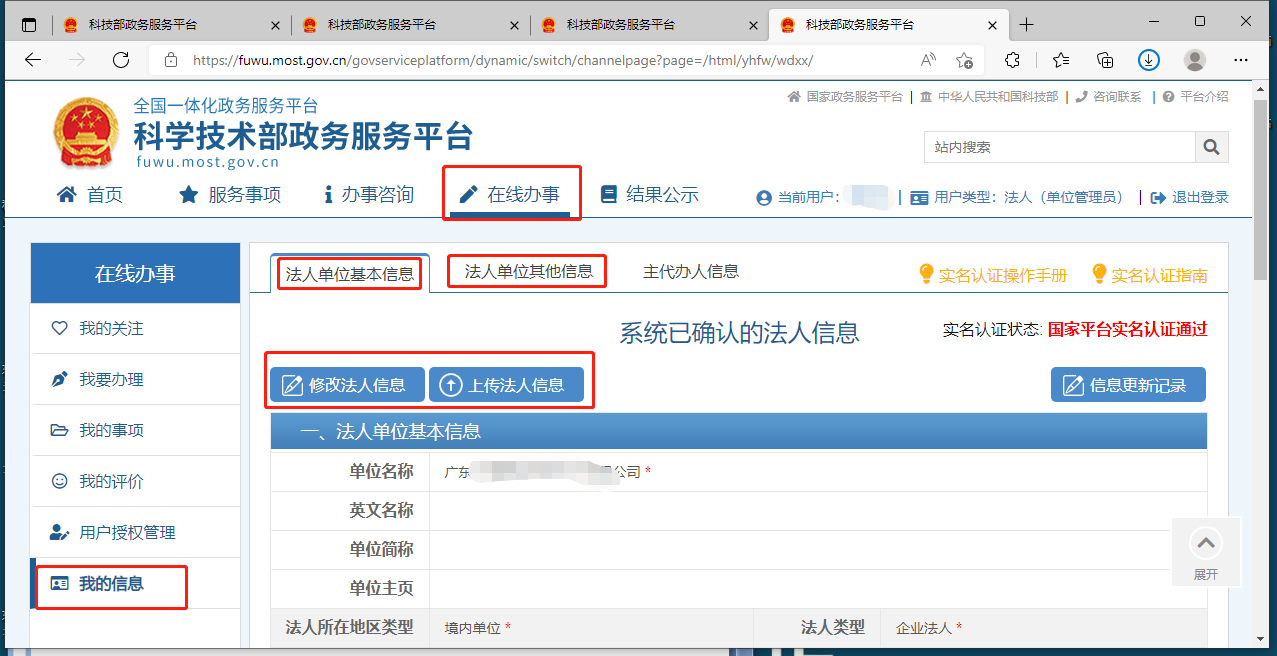 科技部政务服务平台
科技部政务服务平台
科技部政务服务平台
科技部政务服务平台
https://fuwu.most.gov.cn/govserviceplatform/dynamic/switch/channelpage?page=/html/yhfw/wdxx/
国家政务服务平台 | 中华人民共和国科技部 | 咨询联系 | 平台介绍
全国一体化政务服务平台
科学技术部政务服务平台
fuwu.most.gov.cn
站内搜索
首页 服务事项 办事咨询 在线办事 结果公示
当前用户: | 用户类型: 法人（单位管理员） | 退出登录
在线办事
我的关注
我要办理
我的事项
我的评价
用户授权管理
我的信息
法人单位基本信息 法人单位其他信息 主代办人信息
实名认证操作手册 实名认证指南
系统已确认的法人信息
实名认证状态: 国家平台实名认证通过
修改法人信息 上传法人信息 信息更新记录
一、法人单位基本信息
单位名称 广东 公司 *
英文名称
单位简称
单位主页
法人所在地区类型 境内单位 * 法人类型 企业法人 *
展开